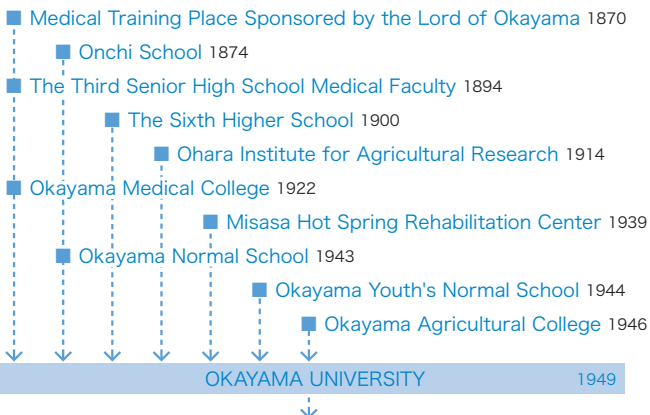 Medical Training Place Sponsored by the Lord of Okayama 1870
Onchi School 1874
The Third Senior High School Medical Faculty 1894
The Sixth Higher School 1900
Ohara Institute for Agricultural Research 1914
Okayama Medical College 1922
Misasa Hot Spring Rehabilitation Center 1939
Okayama Normal School 1943
Okayama Youth's Normal School 1944
Okayama Agricultural College 1946
OKAYAMA UNIVERSITY 1949